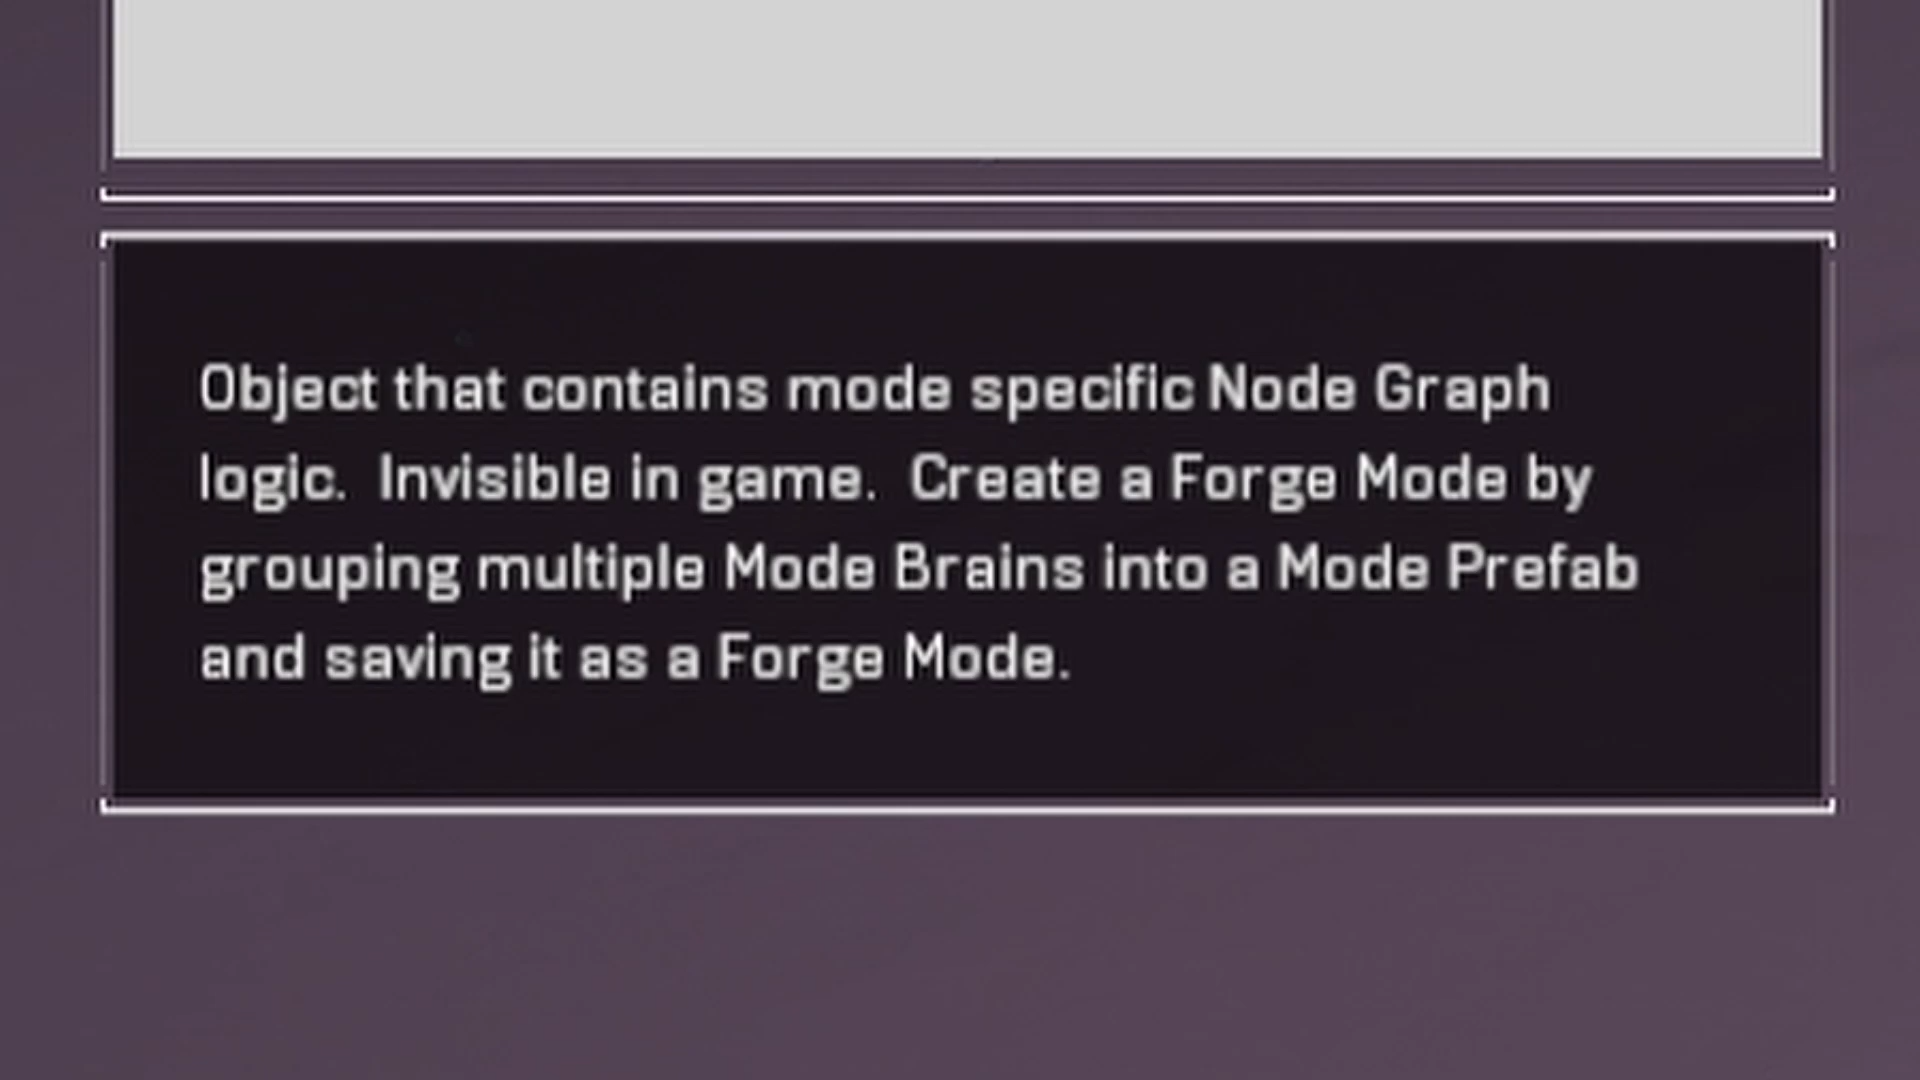 Object that contains mode specific Node Graph
logic.  Invisible in game.  Create a Forge Mode by
grouping multiple Mode Brains into a Mode Prefab
and saving it as a Forge Mode.